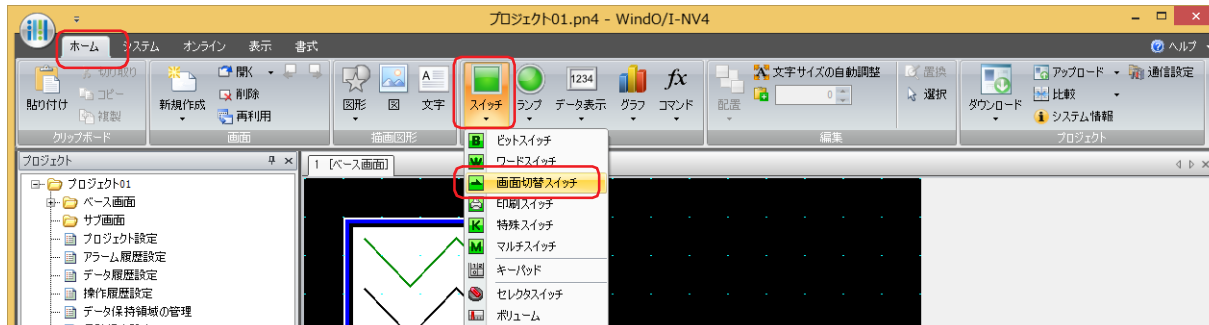 プロジェクト01.pn4 - WindO/I-NV4
ホーム システム オンライン 表示 書式 ヘルプ
切り取り
コピー
複製
貼り付け
クリップボード
新規作成
開く
削除
再利用
画面
図形 図 文字
描画図形
スイッチ ランプ データ表示 グラフ コマンド
1234
fx
配置
文字サイズの自動調整
0
置換
選択
編集
ダウンロード
アップロード
比較
システム情報
通信設定
プロジェクト
プロジェクト
1 [ベース画面]
プロジェクト01
ベース画面
サブ画面
プロジェクト設定
アラーム履歴設定
データ履歴設定
操作履歴設定
データ保持領域の管理
ビットスイッチ
ワードスイッチ
画面切替スイッチ
印刷スイッチ
特殊スイッチ
マルチスイッチ
キーパッド
セレクタスイッチ
ボリューム